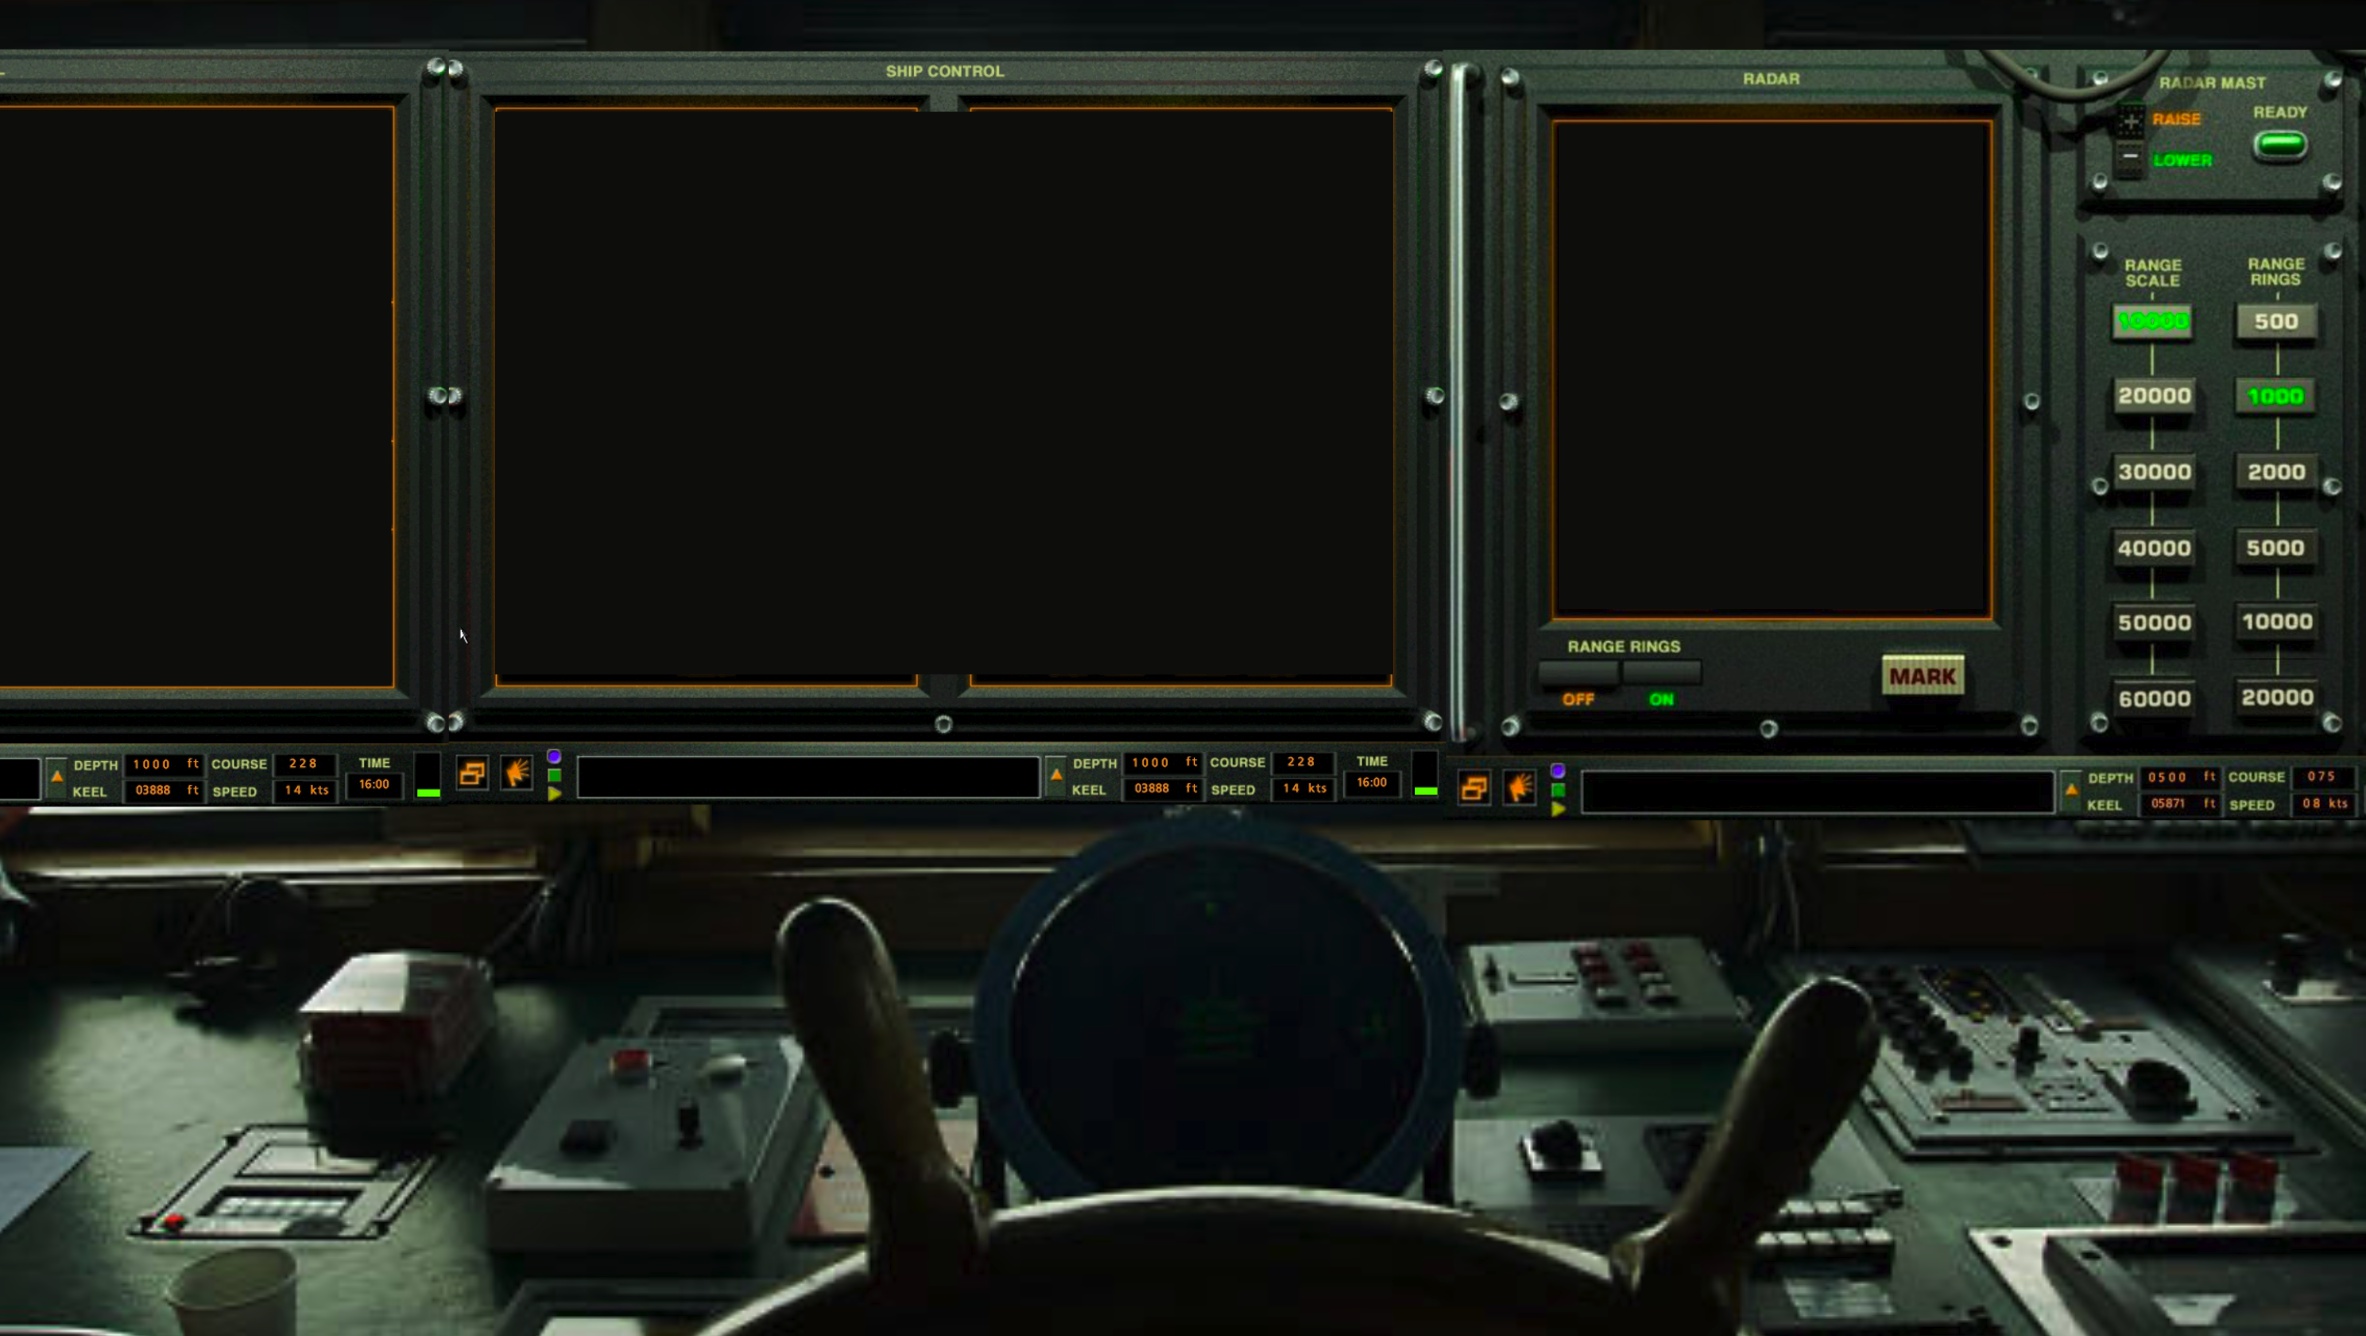 SHIP CONTROL
RADAR
RADAR MAST
RAISE
READY
LOWER
RANGE SCALE
RANGE RINGS
10000
500
20000
1000
30000
2000
40000
5000
50000
10000
60000
20000
RANGE RINGS
OFF
ON
MARK
DEPTH 1000 ft COURSE 228 TIME
KEEL 03888 ft SPEED 14 kts 16:00
DEPTH 1000 ft COURSE 228 TIME
KEEL 03888 ft SPEED 14 kts 16:00
DEPTH 0500 ft COURSE 075
KEEL 05871 ft SPEED 08 kts